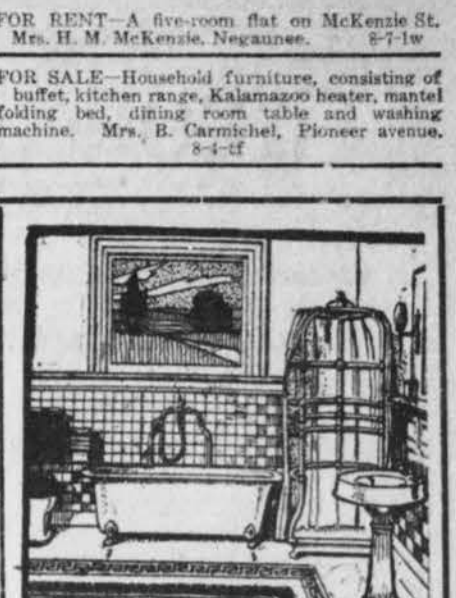 FOR RENT—A five-room flat on McKenzie St.
Mrs. H. M. McKenzie, Negaunee. 8-7-1w
FOR SALE—Household furniture, consisting of
buffet, kitchen range, Kalamazoo heater, mantel
folding bed, dining room table and washing
machine. Mrs. B. Carmichel, Pioneer avenue.
8-4-tf